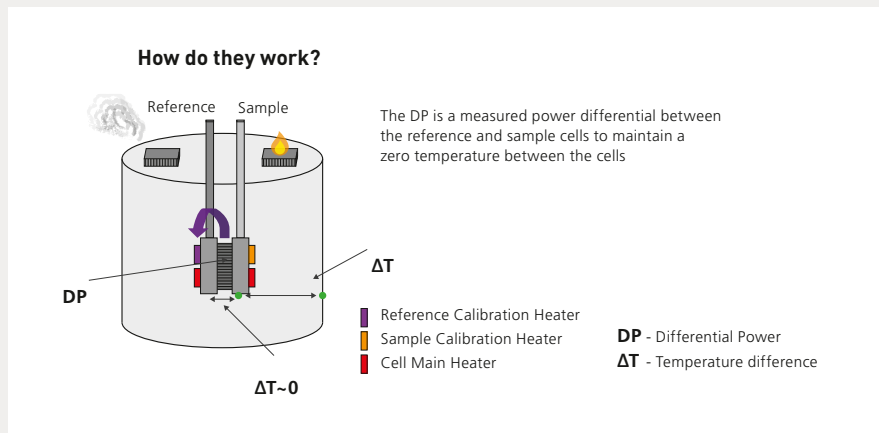 How do they work?
Reference
Sample
The DP is a measured power differential between
the reference and sample cells to maintain a
zero temperature between the cells
ΔT
DP
Reference Calibration Heater
Sample Calibration Heater
Cell Main Heater
DP - Differential Power
ΔT - Temperature difference
ΔT~0